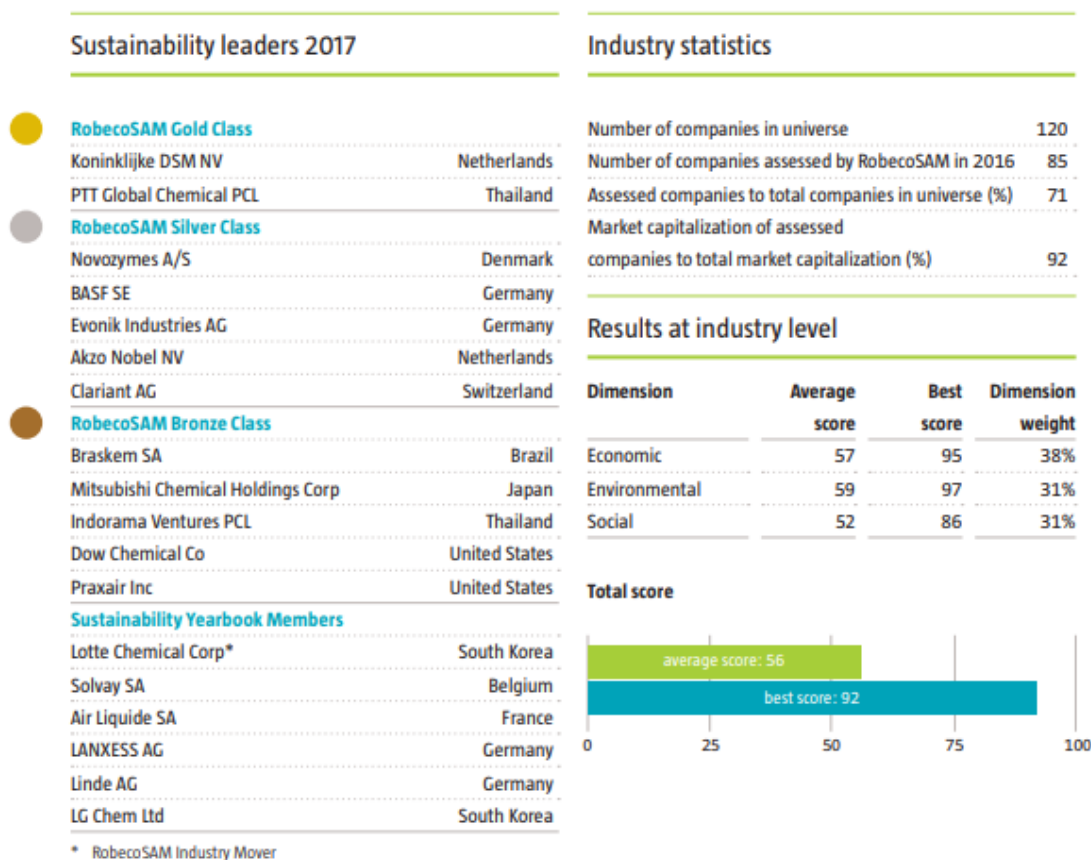 Sustainability leaders 2017
RobecoSAM Gold Class
Koninklijke DSM NV Netherlands
PTT Global Chemical PCL Thailand
RobecoSAM Silver Class
Novozymes A/S Denmark
BASF SE Germany
Evonik Industries AG Germany
Akzo Nobel NV Netherlands
Clariant AG Switzerland
RobecoSAM Bronze Class
Braskem SA Brazil
Mitsubishi Chemical Holdings Corp Japan
Indorama Ventures PCL Thailand
Dow Chemical Co United States
Praxair Inc United States
Sustainability Yearbook Members
Lotte Chemical Corp* South Korea
Solvay SA Belgium
Air Liquide SA France
LANXESS AG Germany
Linde AG Germany
LG Chem Ltd South Korea
* RobecoSAM Industry Mover
Industry statistics
Number of companies in universe 120
Number of companies assessed by RobecoSAM in 2016 85
Assessed companies to total companies in universe (%) 71
Market capitalization of assessed
companies to total market capitalization (%) 92
Results at industry level
Dimension Average Best Dimension
score score weight
Economic 57 95 38%
Environmental 59 97 31%
Social 52 86 31%
Total score
average score: 56
best score: 92
0 25 50 75 100